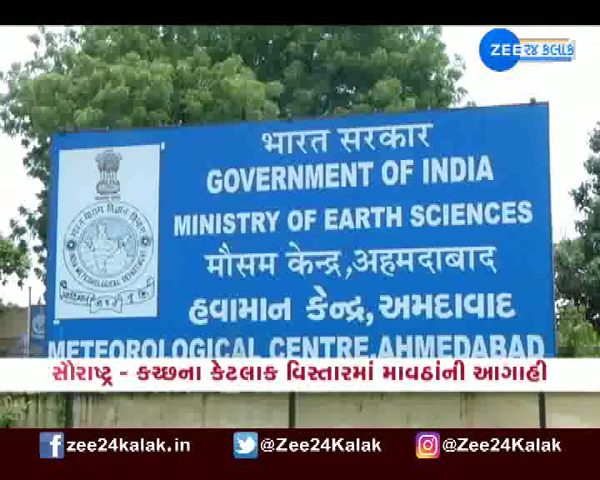 ZEE ૨૪ કલાક
भारत सरकार
GOVERNMENT OF INDIA
MINISTRY OF EARTH SCIENCES
मौसम केन्द्र,अहमदाबाद
હવામાન કેન્દ્ર,અમદાવાદ
METEOROLOGICAL CENTRE,AHMEDABAD
સૌરાષ્ટ્ર - કચ્છના કેટલાક વિસ્તારમાં માવઠાંની આગાહી
zee24kalak.in
@Zee24Kalak
@Zee24Kalak